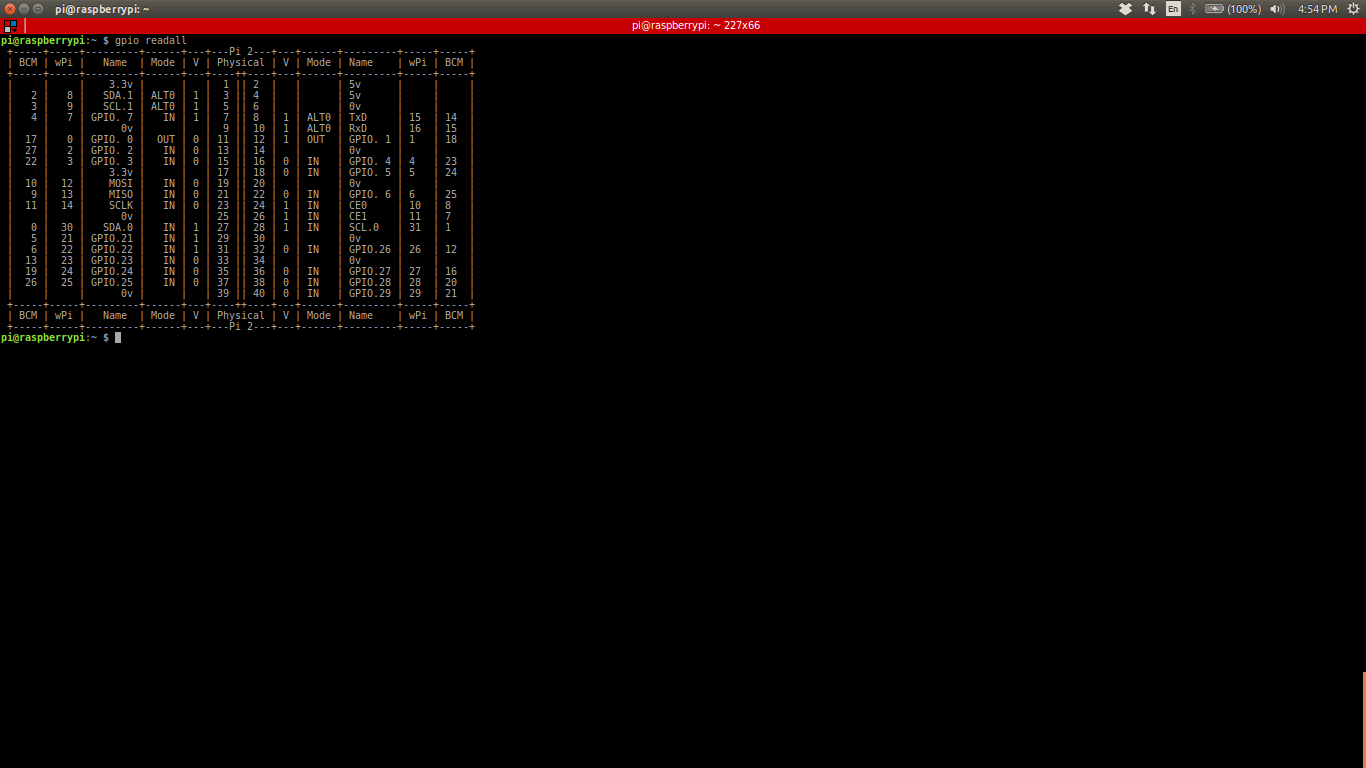 pi@raspberrypi: ~
En (100%) 4:54 PM
pi@raspberrypi: ~ 227x66
pi@raspberrypi:~ $ gpio readall
 +-----+-----+---------+------+---+---Pi 2---+---+------+---------+-----+-----+
 | BCM | wPi |   Name  | Mode | V | Physical | V | Mode | Name    | wPi | BCM |
 +-----+-----+---------+------+---+----++----+---+------+---------+-----+-----+
 |     |     |    3.3v |      |   |  1 || 2  |   |      | 5v      |     |     |
 |   2 |   8 |   SDA.1 | ALT0 | 1 |  3 || 4  |   |      | 5v      |     |     |
 |   3 |   9 |   SCL.1 | ALT0 | 1 |  5 || 6  |   |      | 0v      |     |     |
 |   4 |   7 | GPIO. 7 |   IN | 1 |  7 || 8  | 1 | ALT0 | TxD     | 15  | 14  |
 |     |     |      0v |      |   |  9 || 10 | 1 | ALT0 | RxD     | 16  | 15  |
 |  17 |   0 | GPIO. 0 |  OUT | 0 | 11 || 12 | 1 | OUT  | GPIO. 1 | 1   | 18  |
 |  27 |   2 | GPIO. 2 |   IN | 0 | 13 || 14 |   |      | 0v      |     |     |
 |  22 |   3 | GPIO. 3 |   IN | 0 | 15 || 16 | 0 | IN   | GPIO. 4 | 4   | 23  |
 |     |     |    3.3v |      |   | 17 || 18 | 0 | IN   | GPIO. 5 | 5   | 24  |
 |  10 |  12 |    MOSI |   IN | 0 | 19 || 20 |   |      | 0v      |     |     |
 |   9 |  13 |    MISO |   IN | 0 | 21 || 22 | 0 | IN   | GPIO. 6 | 6   | 25  |
 |  11 |  14 |    SCLK |   IN | 0 | 23 || 24 | 1 | IN   | CE0     | 10  | 8   |
 |     |     |      0v |      |   | 25 || 26 | 1 | IN   | CE1     | 11  | 7   |
 |   0 |  30 |   SDA.0 |   IN | 1 | 27 || 28 | 1 | IN   | SCL.0   | 31  | 1   |
 |   5 |  21 | GPIO.21 |   IN | 1 | 29 || 30 |   |      | 0v      |     |     |
 |   6 |  22 | GPIO.22 |   IN | 1 | 31 || 32 | 0 | IN   | GPIO.26 | 26  | 12  |
 |  13 |  23 | GPIO.23 |   IN | 0 | 33 || 34 |   |      | 0v      |     |     |
 |  19 |  24 | GPIO.24 |   IN | 0 | 35 || 36 | 0 | IN   | GPIO.27 | 27  | 16  |
 |  26 |  25 | GPIO.25 |   IN | 0 | 37 || 38 | 0 | IN   | GPIO.28 | 28  | 20  |
 |     |     |      0v |      |   | 39 || 40 | 0 | IN   | GPIO.29 | 29  | 21  |
 +-----+-----+---------+------+---+----++----+---+------+---------+-----+-----+
 | BCM | wPi |   Name  | Mode | V | Physical | V | Mode | Name    | wPi | BCM |
 +-----+-----+---------+------+---+---Pi 2---+---+------+---------+-----+-----+
pi@raspberrypi:~ $